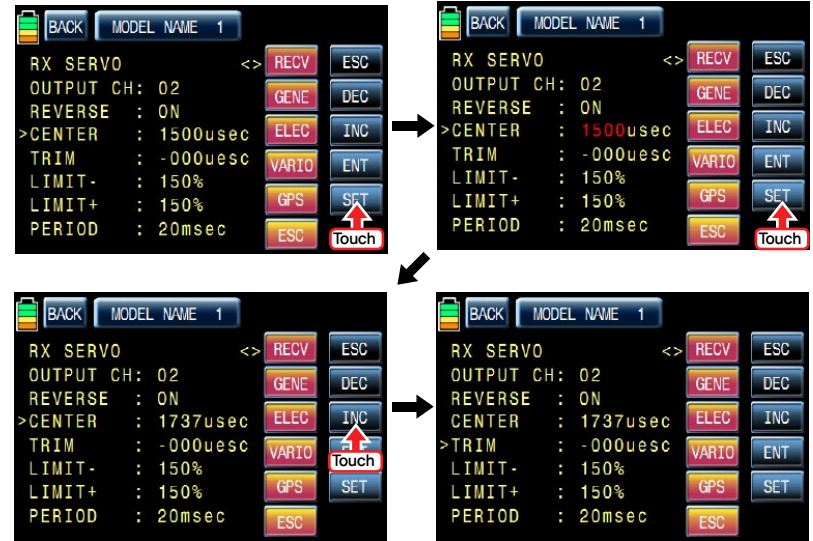 BACK MODEL NAME 1
RX SERVO <> RECV ESC
OUTPUT CH: 02 GENE DEC
REVERSE : ON
>CENTER : 1500usec ELEC INC
TRIM : -000uesc VARIO ENT
LIMIT- : 150%
LIMIT+ : 150% GPS SET
PERIOD : 20msec ESC Touch
BACK MODEL NAME 1
RX SERVO <> RECV ESC
OUTPUT CH: 02 GENE DEC
REVERSE : ON
>CENTER : 1500usec ELEC INC
TRIM : -000uesc VARIO ENT
LIMIT- : 150%
LIMIT+ : 150% GPS SET
PERIOD : 20msec ESC Touch
BACK MODEL NAME 1
RX SERVO <> RECV ESC
OUTPUT CH: 02 GENE DEC
REVERSE : ON
>CENTER : 1737usec ELEC INC
TRIM : -000uesc VARIO
LIMIT- : 150% Touch
LIMIT+ : 150% GPS SET
PERIOD : 20msec ESC
BACK MODEL NAME 1
RX SERVO <> RECV ESC
OUTPUT CH: 02 GENE DEC
REVERSE : ON
CENTER : 1737usec ELEC INC
>TRIM : -000uesc VARIO ENT
LIMIT- : 150%
LIMIT+ : 150% GPS SET
PERIOD : 20msec ESC